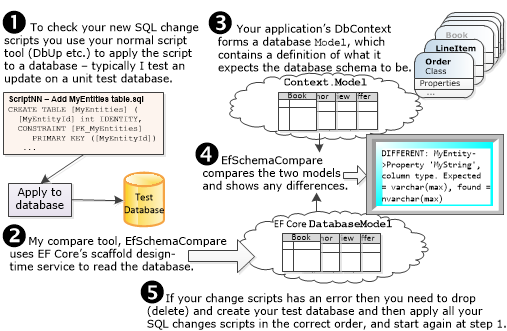 1 To check your new SQL change
scripts you use your normal script
tool (DbUp etc.) to apply the script
to a database – typically I test an
update on a unit test database.
ScriptNN – Add MyEntities table.sql
CREATE TABLE [MyEntities] (
[MyEntityId] int IDENTITY,
CONSTRAINT [PK_MyEntities]
PRIMARY KEY ([MyEntityId])
...
Apply to
database
Test
Database
2 My compare tool, EfSchemaCompare
uses EF Core's scaffold design-
time service to read the database.
3 Your application's DbContext
forms a database Model, which
contains a definition of what it
expects the database schema to be.
Book
LineItem
Order
Class
Properties
...
Context.Model
Book
4 EfSchemaCompare
compares the two models
and shows any differences.
DIFFERENT: MyEntity-
>Property 'MyString',
column type. Expected
= varchar(max), found =
nvarchar(max)
EF Core DatabaseModel
Book
5 If your change scripts has an error then you need to drop
(delete) and create your test database and then apply all your
SQL changes scripts in the correct order, and start again at step 1.